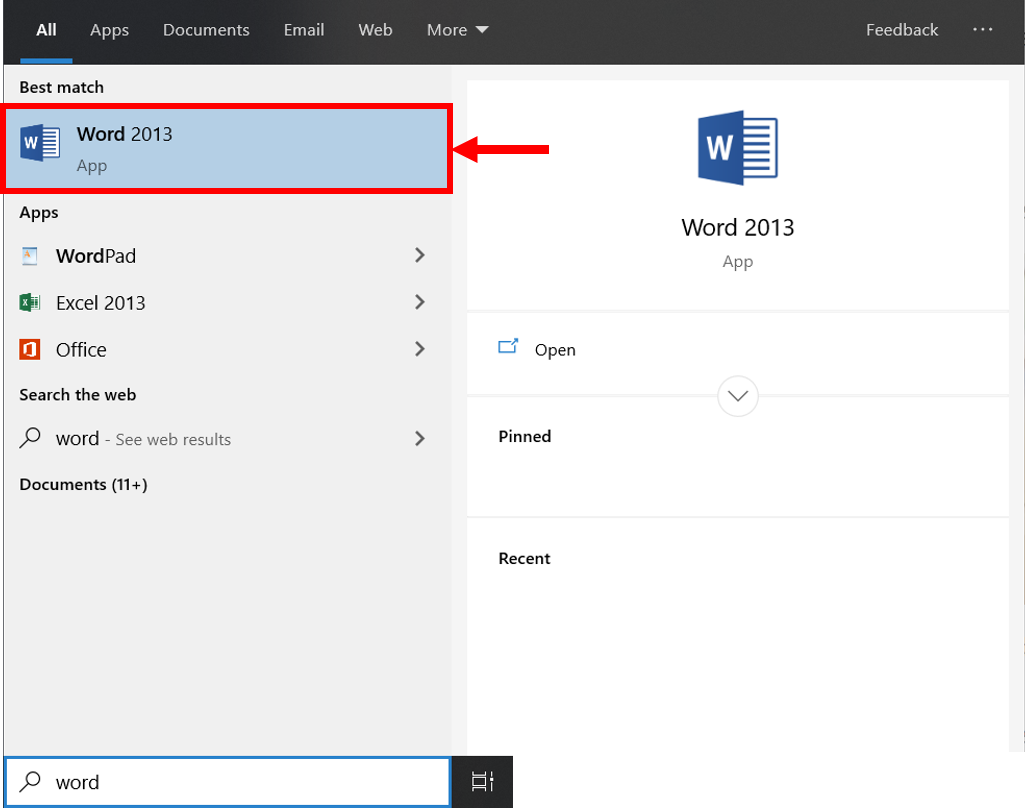 All Apps Documents Email Web More Feedback ...
Best match
Word 2013
App
Apps
WordPad
Excel 2013
Office
Search the web
word - See web results
Documents (11+)
Word 2013
App
Open
Pinned
Recent
word